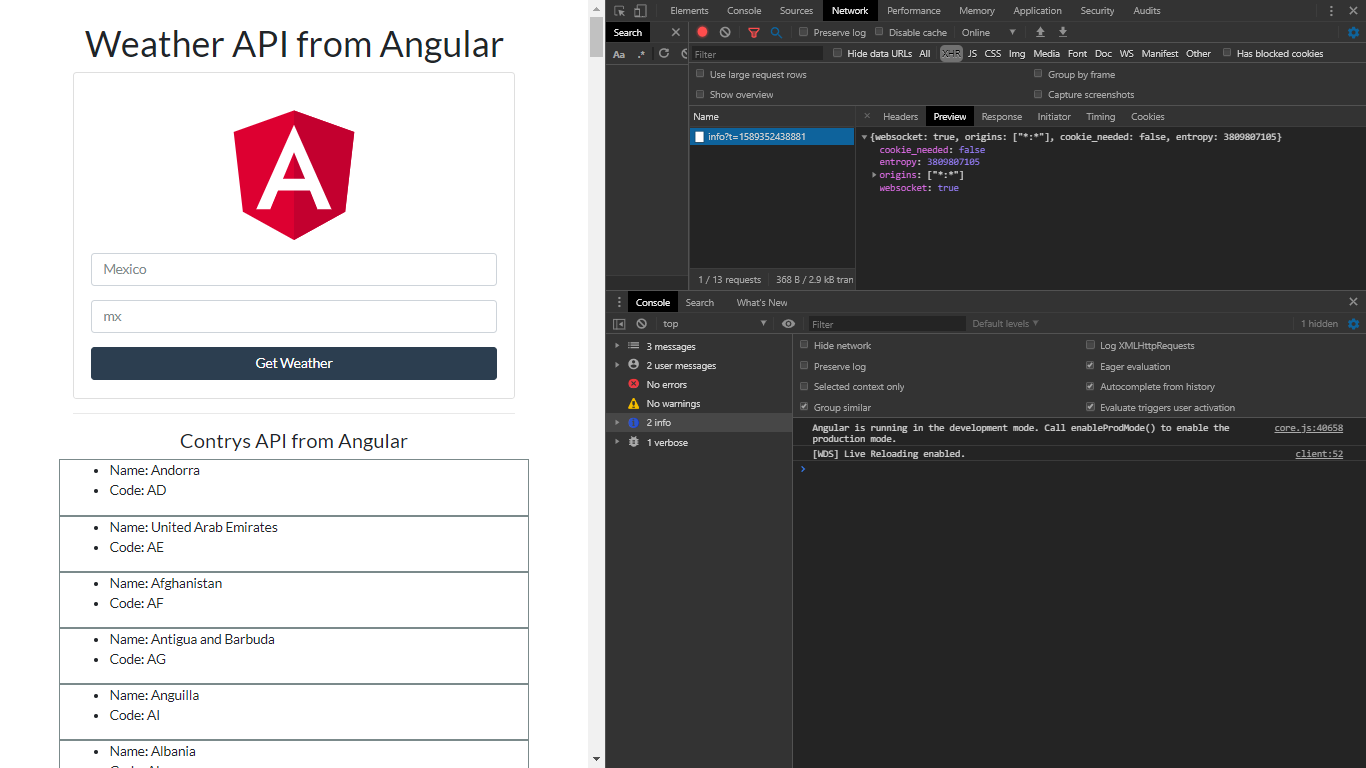 Weather API from Angular
A
Mexico
mx
Get Weather
Contrys API from Angular
Name: Andorra
Code: AD
Name: United Arab Emirates
Code: AE
Name: Afghanistan
Code: AF
Name: Antigua and Barbuda
Code: AG
Name: Anguilla
Code: AI
Name: Albania
Elements Console Sources Network Performance Memory Application Security Audits
Search
Aa .*
Preserve log Disable cache Online
Filter Hide data URLs All XHR JS CSS Img Media Font Doc WS Manifest Other Has blocked cookies
Use large request rows Group by frame
Show overview Capture screenshots
Name
info?t=1589352438881
1 / 13 requests 368 B / 2.9 kB tran
Headers Preview Response Initiator Timing Cookies
{websocket: true, origins: ["*:*"], cookie_needed: false, entropy: 3809807105}
cookie_needed: false
entropy: 3809807105
origins: ["*:*"]
websocket: true
Console Search What's New
top Filter Default levels 1 hidden
3 messages
2 user messages
No errors
No warnings
2 info
1 verbose
Hide network Log XMLHttpRequests
Preserve log Eager evaluation
Selected context only Autocomplete from history
Group similar Evaluate triggers user activation
Angular is running in the development mode. Call enableProdMode() to enable the core.js:40658
production mode.
[WDS] Live Reloading enabled. client:52